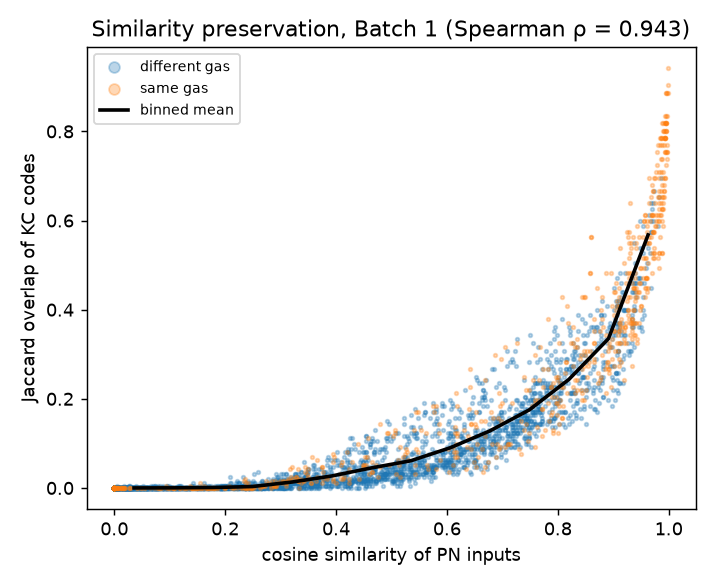 Similarity preservation, Batch 1 (Spearman ρ = 0.943)
different gas
same gas
binned mean
Jaccard overlap of KC codes
0.8
0.6
0.4
0.2
0.0
0.0 0.2 0.4 0.6 0.8 1.0
cosine similarity of PN inputs